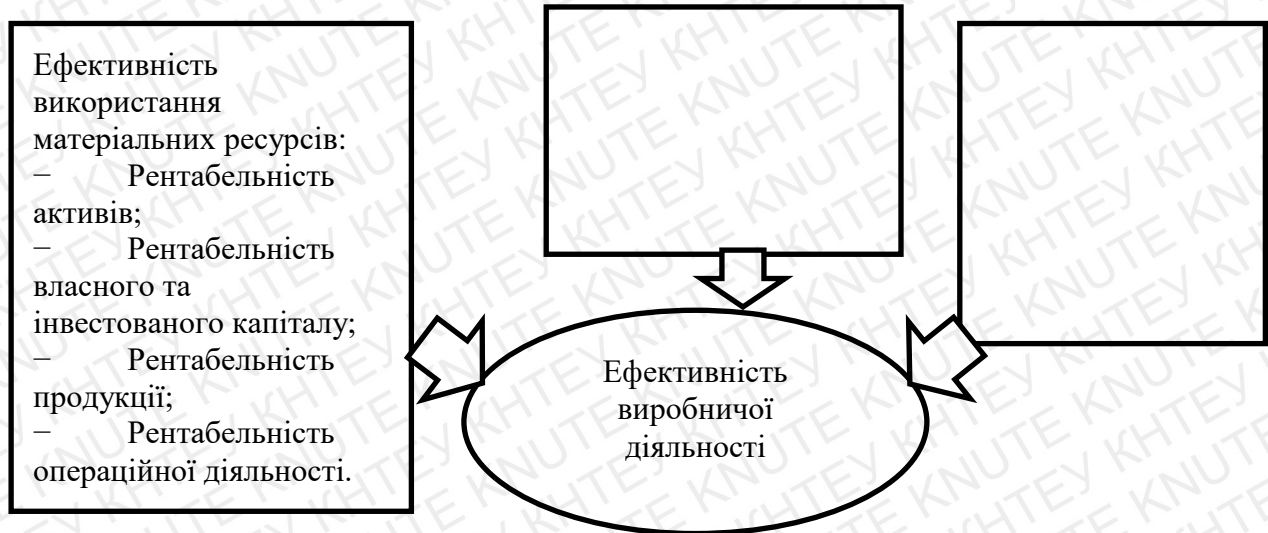 Ефективність
використання
матеріальних ресурсів:
− Рентабельність
активів;
− Рентабельність
власного та
інвестованого капіталу;
− Рентабельність
продукції;
− Рентабельність
операційної діяльності.
Ефективність
виробничої
діяльності